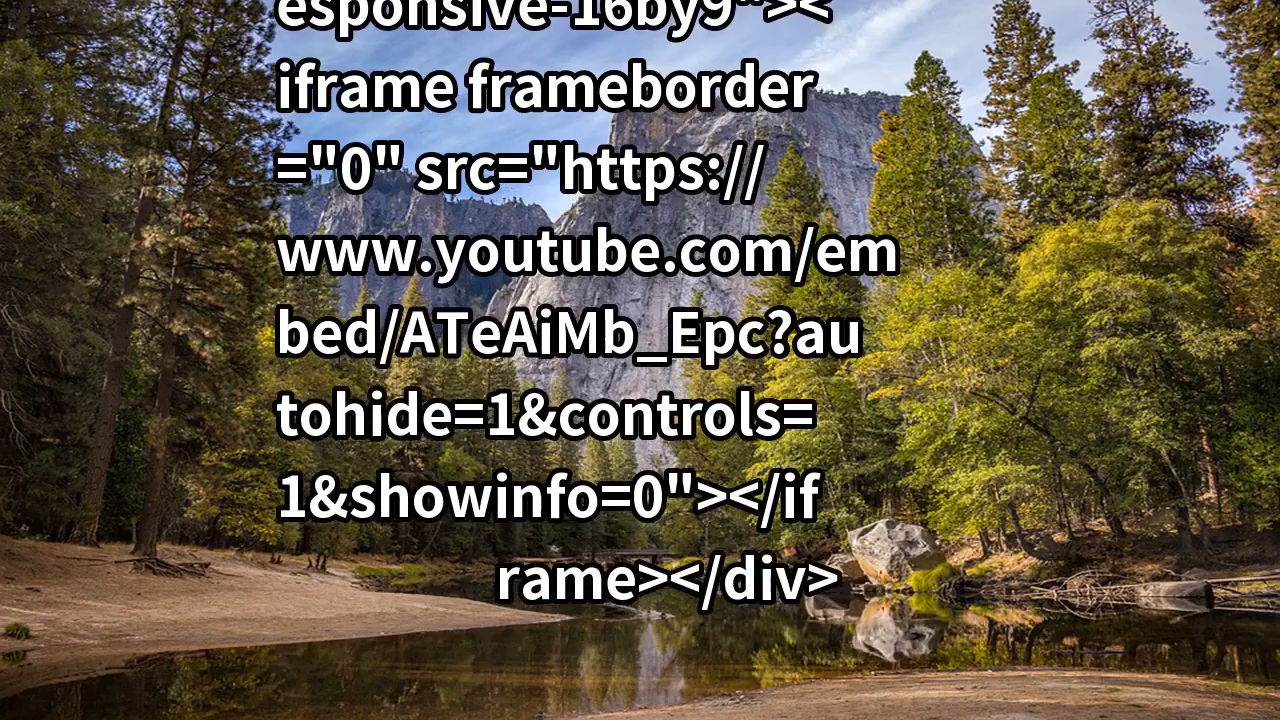 esponsive-16by9"><
iframe frameborder
="0" src="https://
www.youtube.com/em
bed/ATeAiMb_Epc?au
tohide=1&controls=
1&showinfo=0"></if
rame></div>